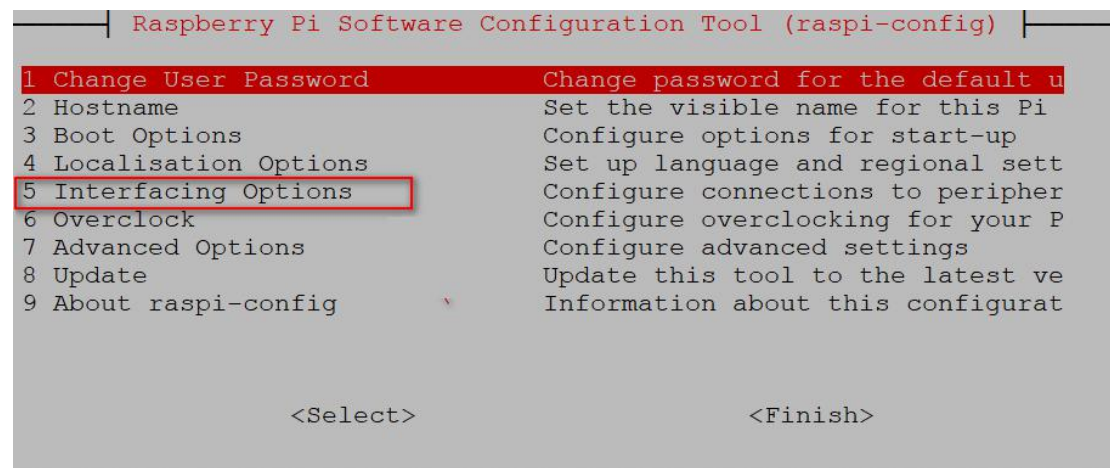 Raspberry Pi Software Configuration Tool (raspi-config)
1 Change User Password Change password for the default u
2 Hostname Set the visible name for this Pi
3 Boot Options Configure options for start-up
4 Localisation Options Set up language and regional sett
5 Interfacing Options Configure connections to peripher
6 Overclock Configure overclocking for your P
7 Advanced Options Configure advanced settings
8 Update Update this tool to the latest ve
9 About raspi-config Information about this configurat
<Select> <Finish>